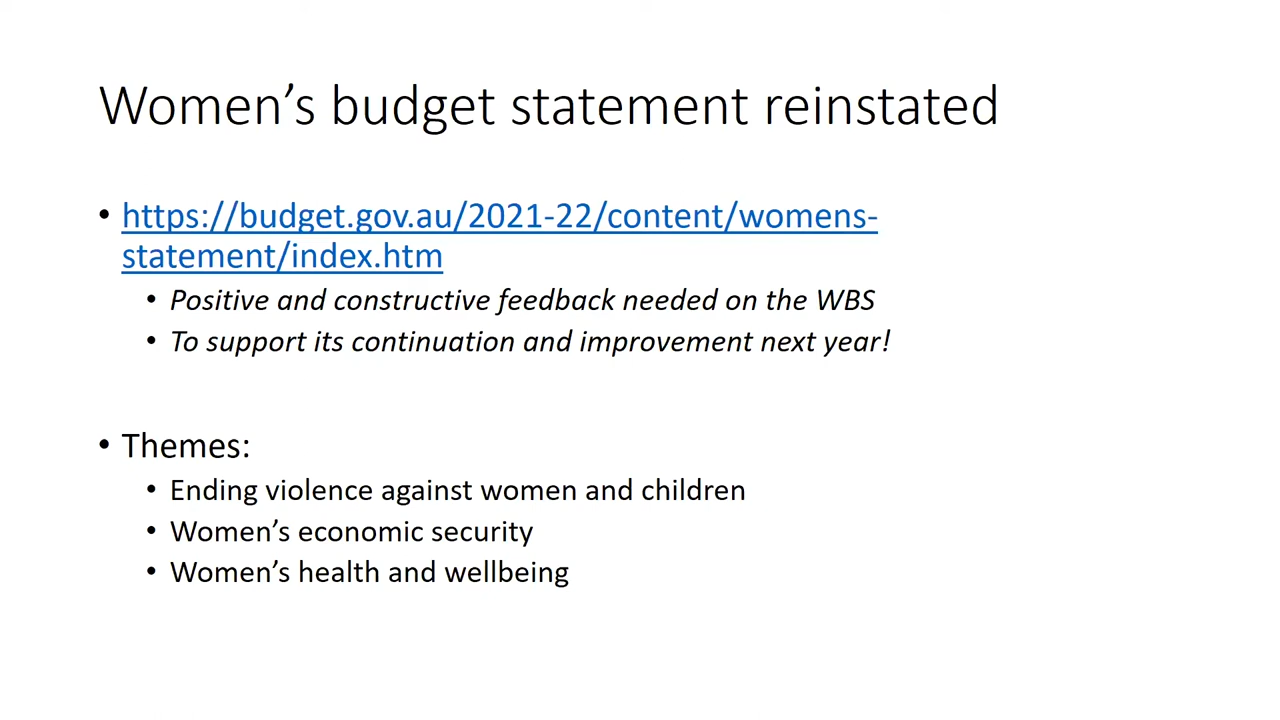 Women’s budget statement reinstated
• https://budget.gov.au/2021-22/content/womens-
statement/index.htm
• Positive and constructive feedback needed on the WBS
• To support its continuation and improvement next year!
• Themes:
• Ending violence against women and children
• Women’s economic security
• Women’s health and wellbeing